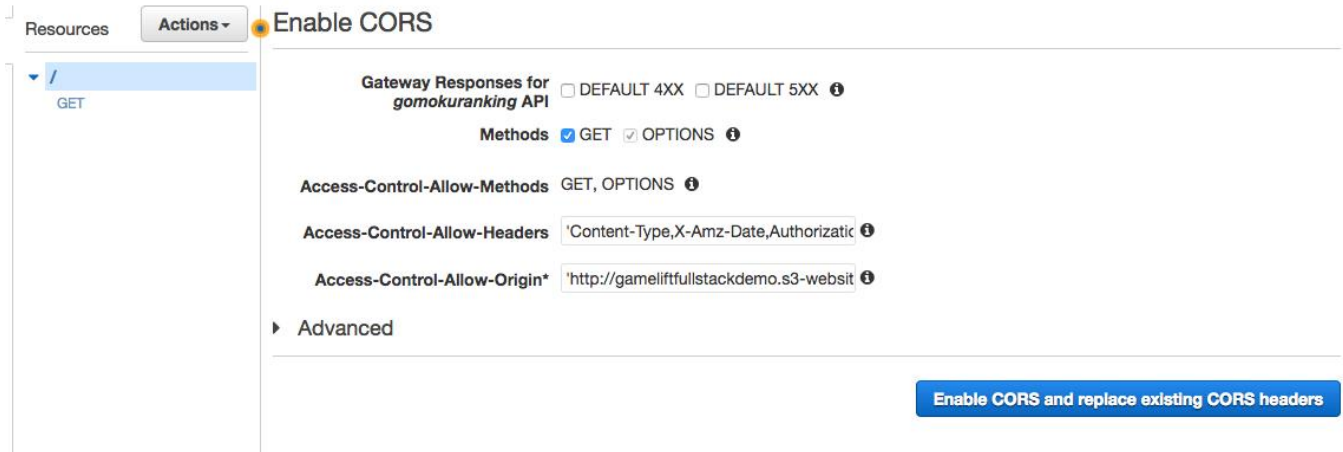 Resources
Actions
Enable CORS
/
GET
Gateway Responses for
gomokuranking API
DEFAULT 4XX DEFAULT 5XX
Methods GET OPTIONS
Access-Control-Allow-Methods GET, OPTIONS
Access-Control-Allow-Headers 'Content-Type,X-Amz-Date,Authorizatio
Access-Control-Allow-Origin* 'http://gameliftfullstackdemo.s3-websit
Advanced
Enable CORS and replace existing CORS headers